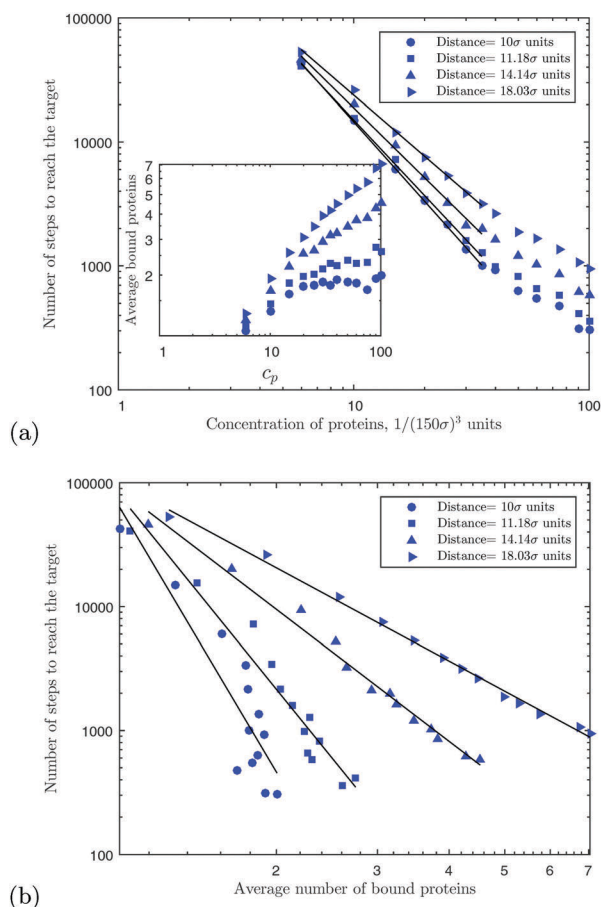 100000
10000
1000
100
Number of steps to reach the target
Distance= 10σ units
Distance= 11.18σ units
Distance= 14.14σ units
Distance= 18.03σ units
7
6
5
4
3
2
Average bound proteins
1
10
100
c_p
1
10
100
(a)
Concentration of proteins, 1/(150σ)³ units
100000
10000
1000
100
Number of steps to reach the target
Distance= 10σ units
Distance= 11.18σ units
Distance= 14.14σ units
Distance= 18.03σ units
2
3
4
5
6
7
(b)
Average number of bound proteins